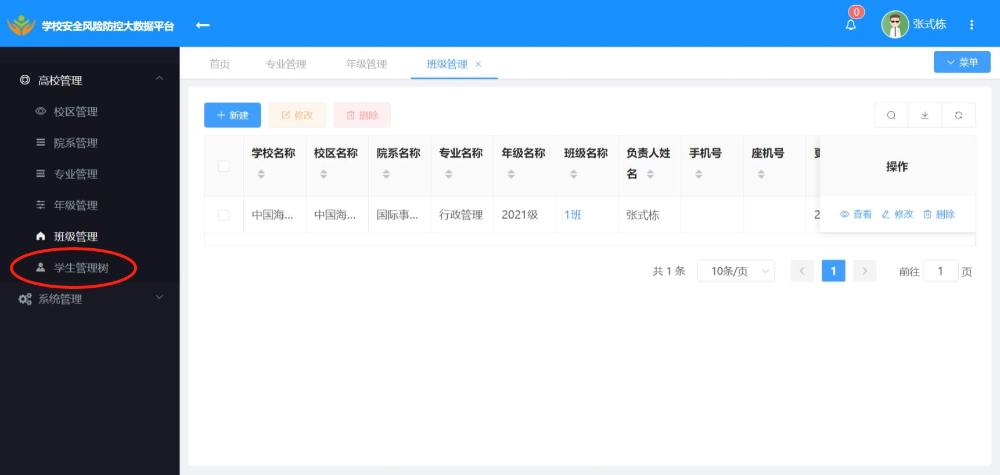 学校安全风险防控大数据平台
0
张式栋
首页
专业管理
年级管理
班级管理 ×
菜单
高校管理
校区管理
院系管理
专业管理
年级管理
班级管理
学生管理树
系统管理
+ 新建
修改
删除
学校名称
校区名称
院系名称
专业名称
年级名称
班级名称
负责人姓
名
手机号
座机号
操作
中国海...
中国海...
国际事...
行政管理
2021级
1班
张式栋
2
查看
修改
删除
共 1 条
10条/页
1
前往 1 页